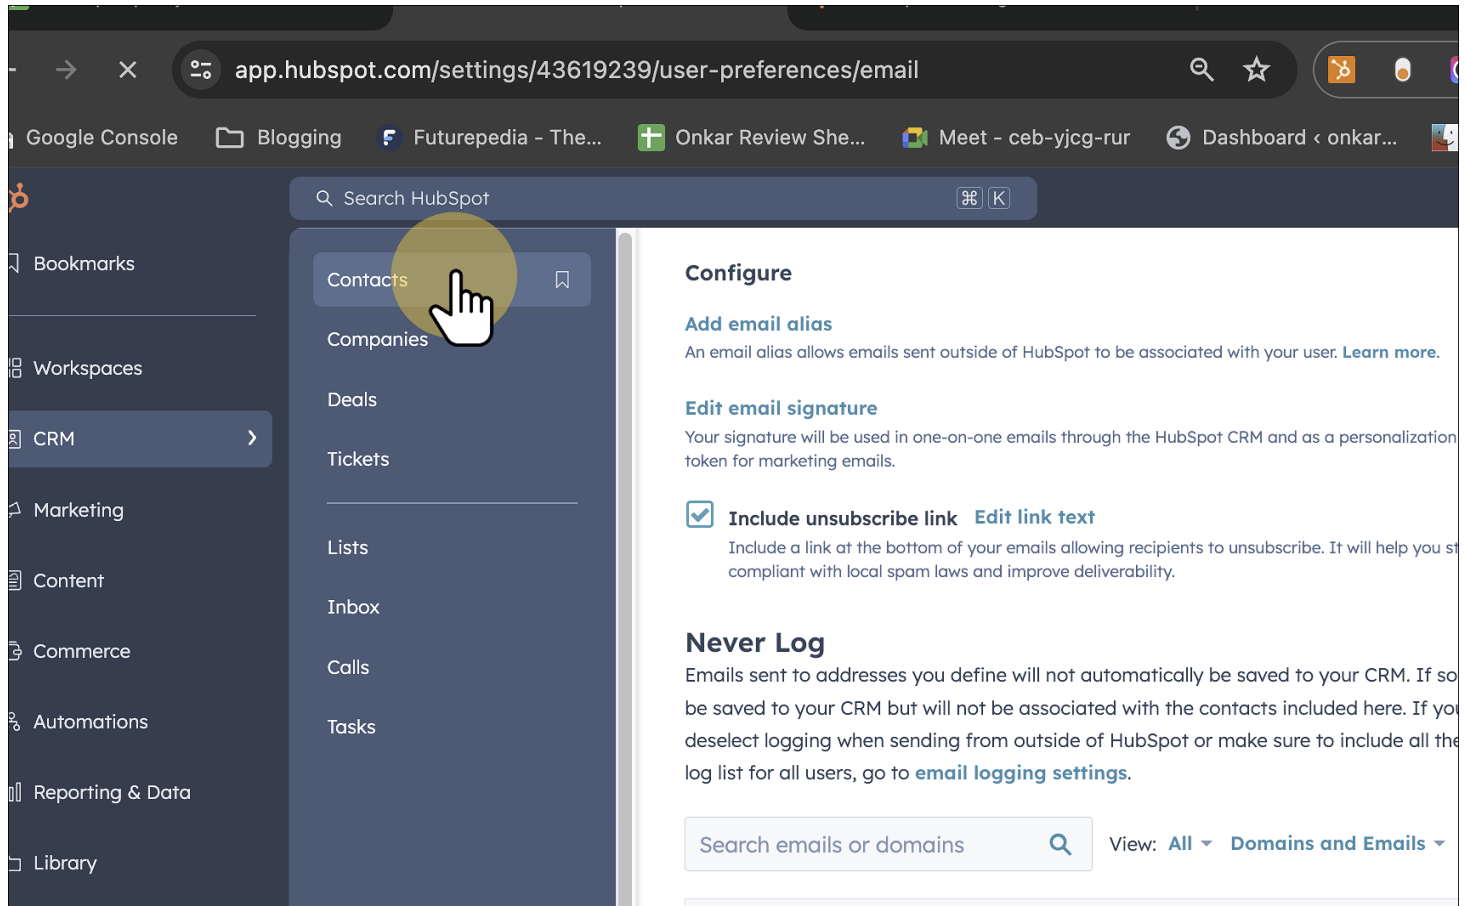 app.hubspot.com/settings/43619239/user-preferences/email
Google Console
Blogging
Futurepedia - The...
Onkar Review She...
Meet - ceb-yjcg-rur
Dashboard ‹ onkar...
Search HubSpot
⌘ K
Bookmarks
Workspaces
CRM
Marketing
Content
Commerce
Automations
Reporting & Data
Library
Contacts
Companies
Deals
Tickets
Lists
Inbox
Calls
Tasks
Configure
Add email alias
An email alias allows emails sent outside of HubSpot to be associated with your user. Learn more.
Edit email signature
Your signature will be used in one-on-one emails through the HubSpot CRM and as a personalization
token for marketing emails.
Include unsubscribe link Edit link text
Include a link at the bottom of your emails allowing recipients to unsubscribe. It will help you
compliant with local spam laws and improve deliverability.
Never Log
Emails sent to addresses you define will not automatically be saved to your CRM. If so
be saved to your CRM but will not be associated with the contacts included here. If you
deselect logging when sending from outside of HubSpot or make sure to include all the
log list for all users, go to email logging settings.
Search emails or domains
View: All Domains and Emails